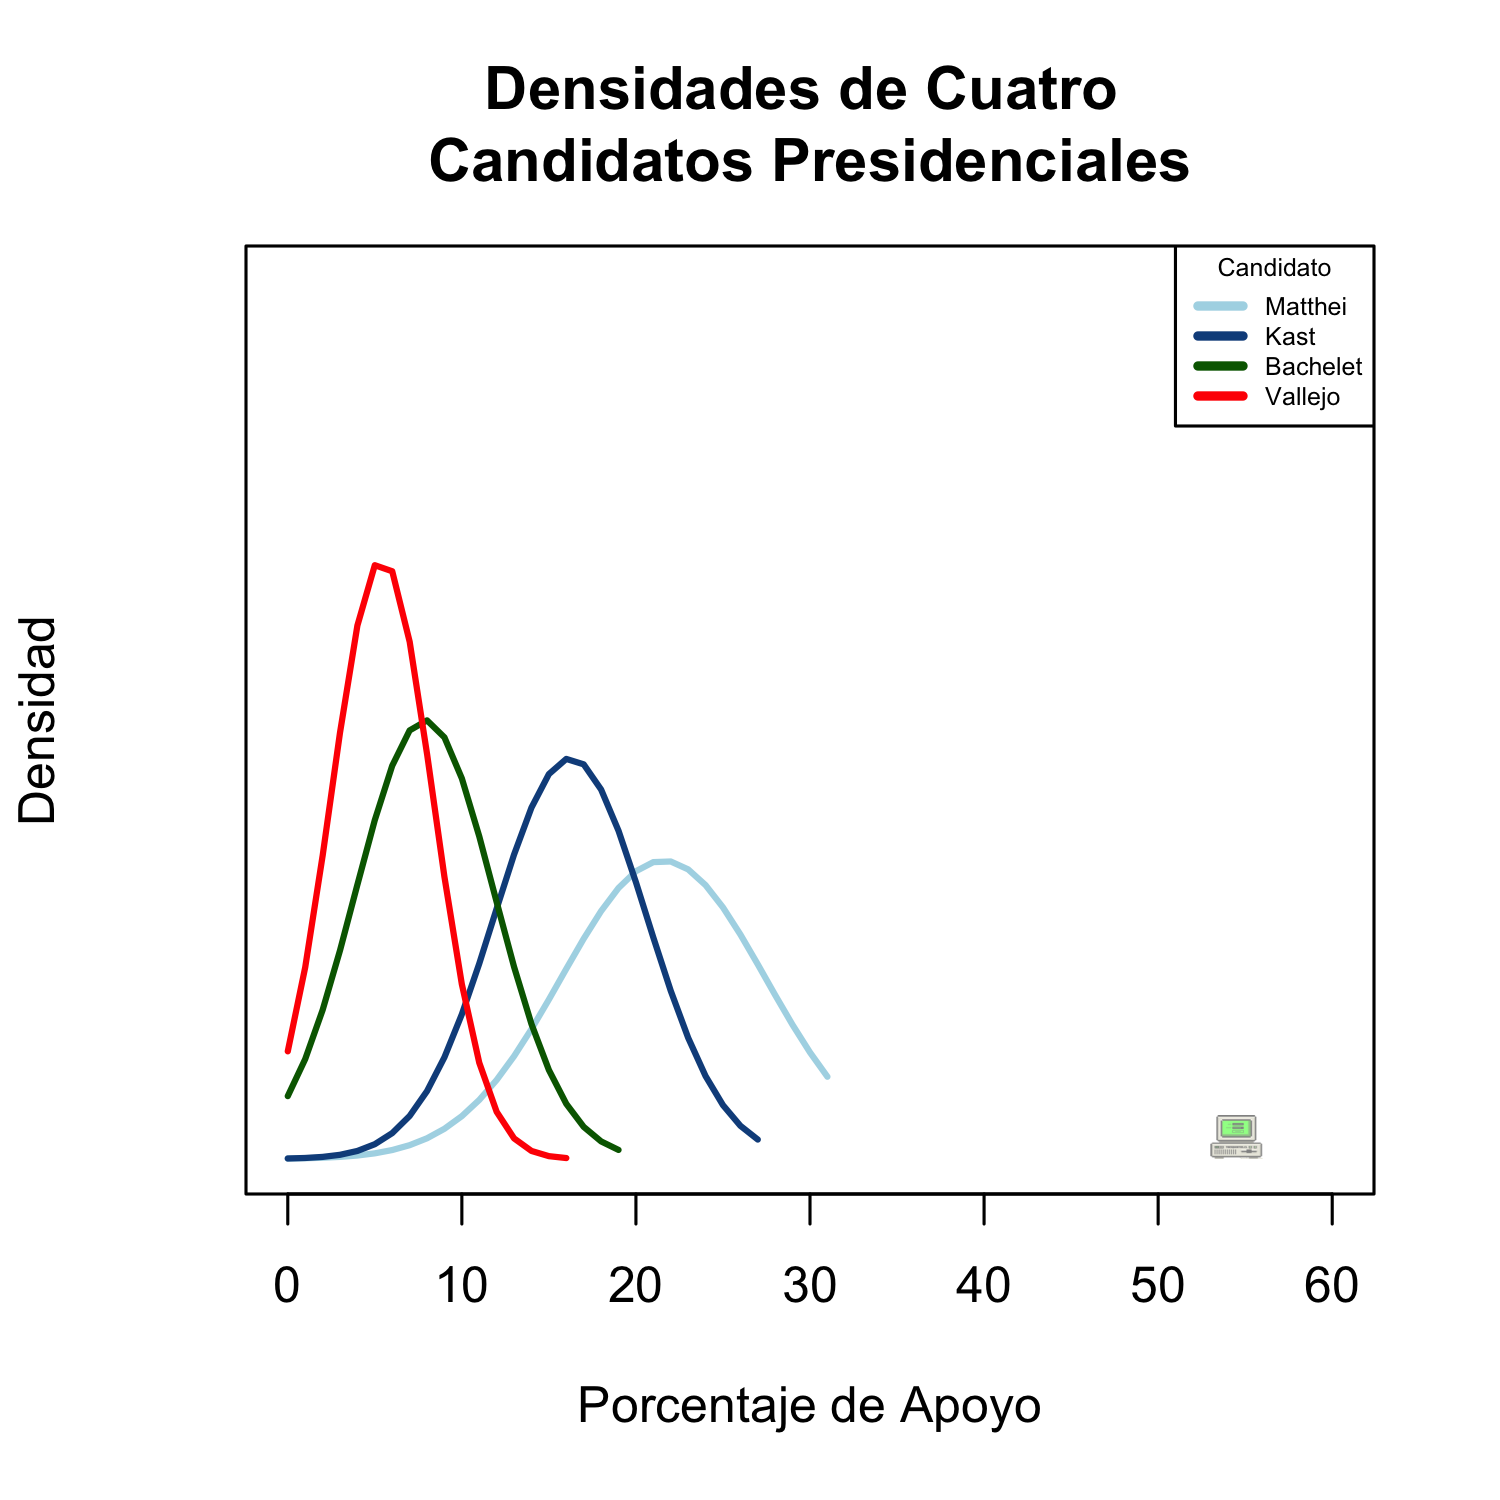 Densidades de Cuatro
Candidatos Presidenciales
Candidato
Matthei
Kast
Bachelet
Vallejo
Densidad
0 10 20 30 40 50 60
Porcentaje de Apoyo